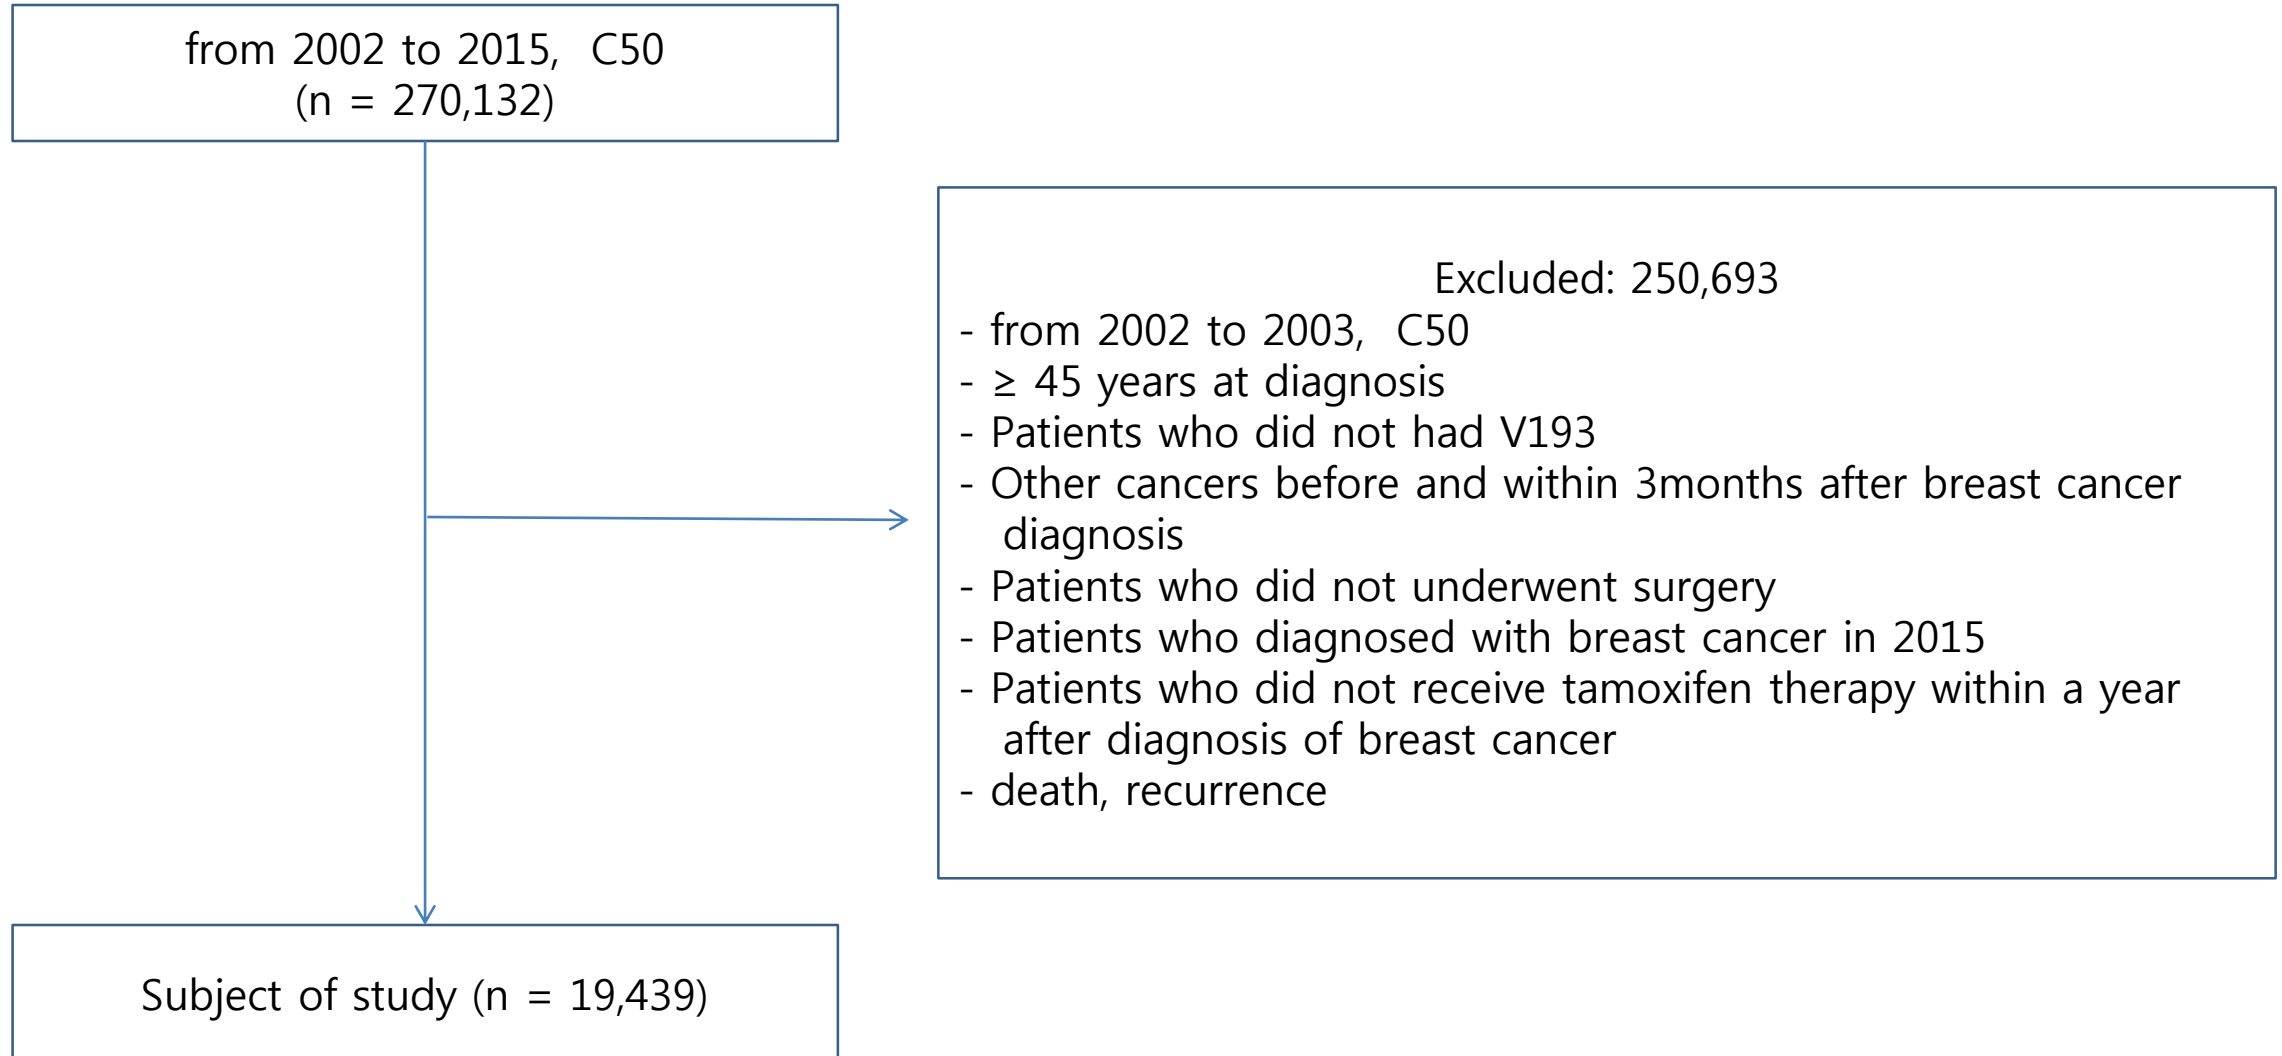 from 2002 to 2015,  C50
(n = 270,132)
Excluded: 250,693
- from 2002 to 2003,  C50
- ≥ 45 years at diagnosis
- Patients who did not had V193
- Other cancers before and within 3months after breast cancer
diagnosis
- Patients who did not underwent surgery
- Patients who diagnosed with breast cancer in 2015
- Patients who did not receive tamoxifen therapy within a year
after diagnosis of breast cancer
- death, recurrence
Subject of study (n = 19,439)